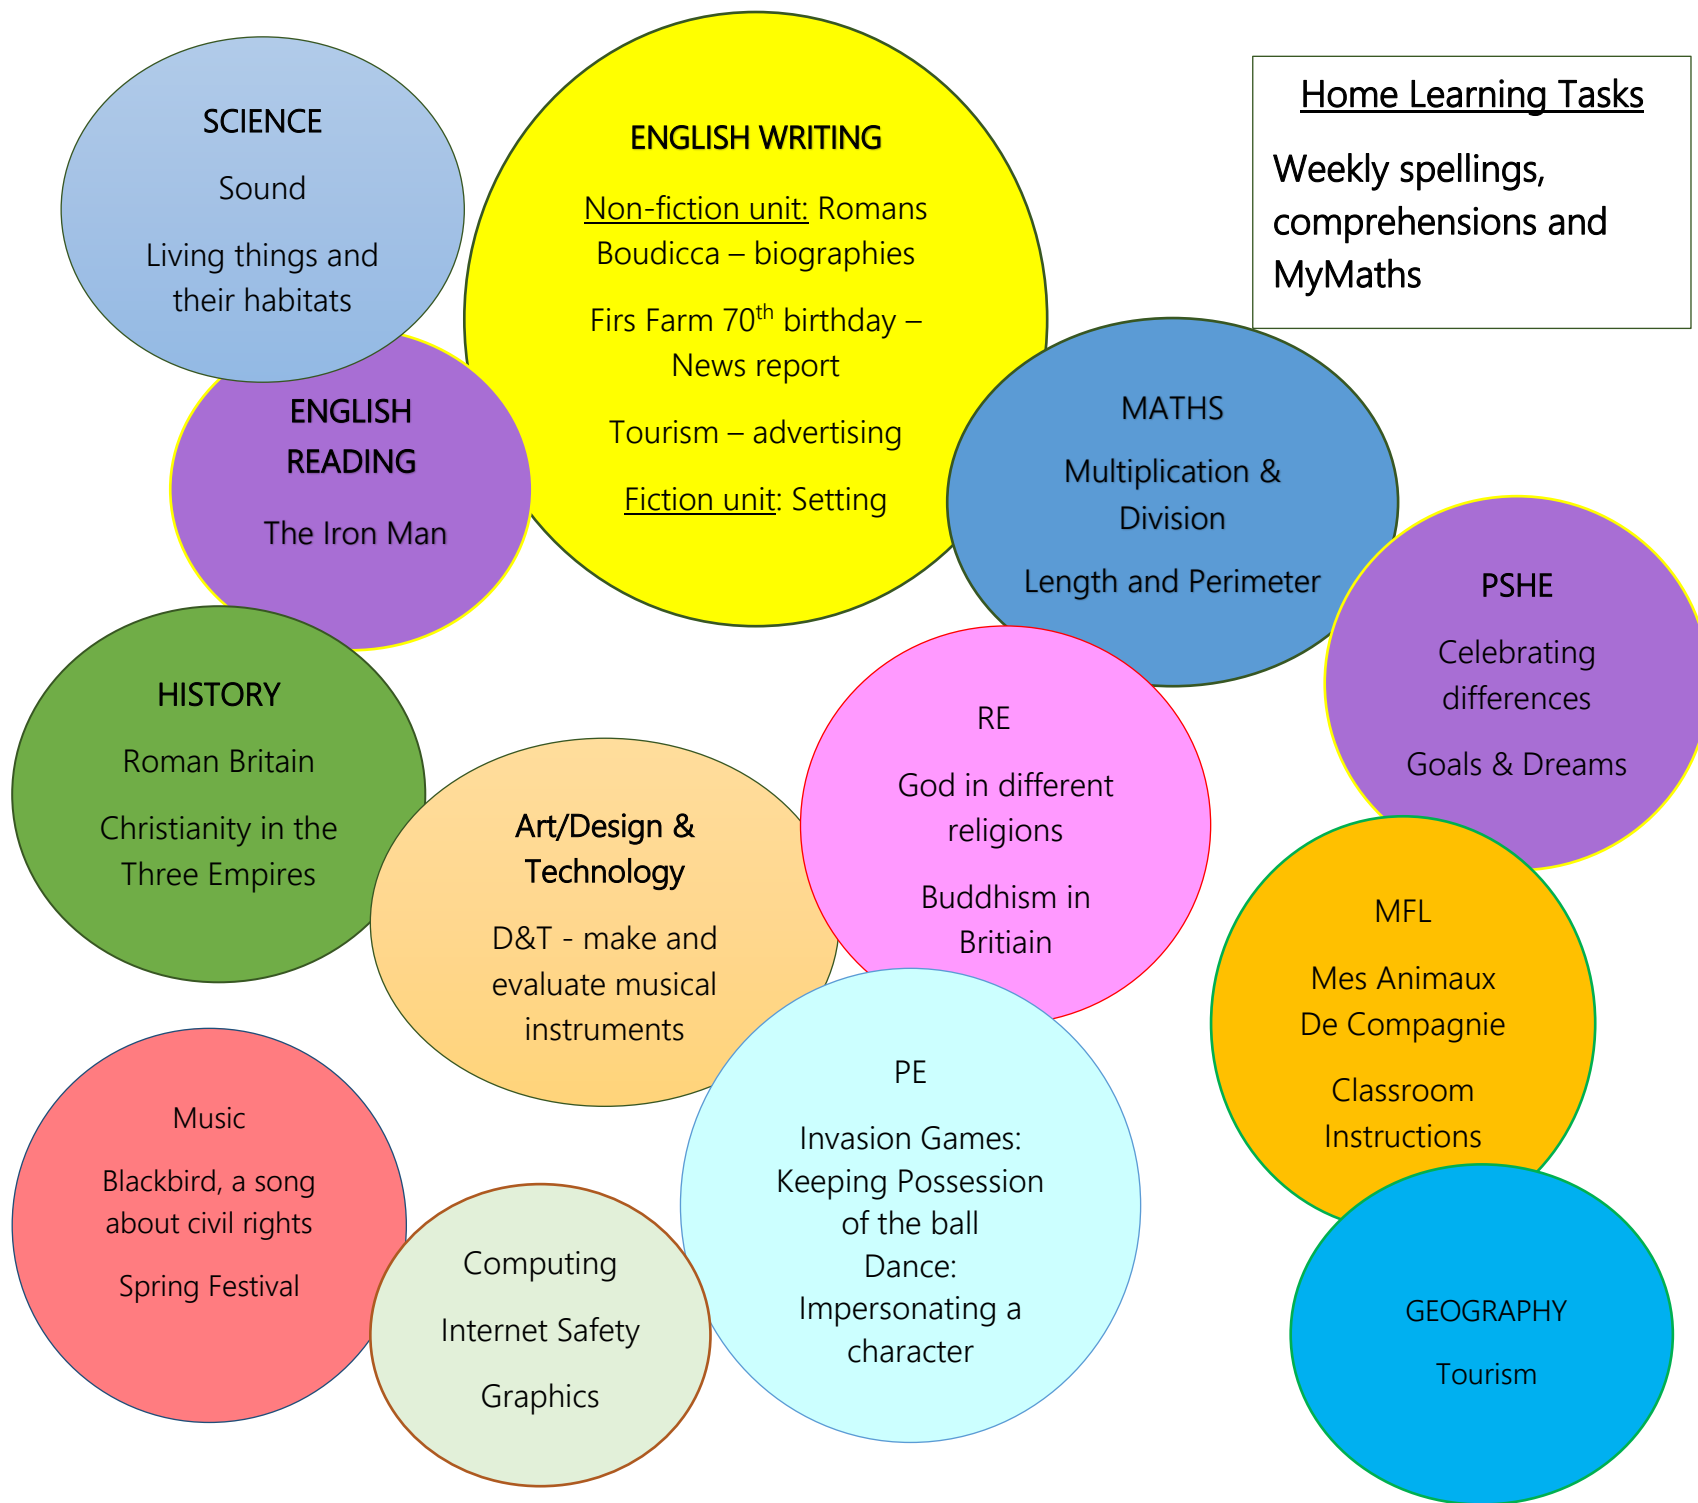 SCIENCE
Sound
Living things and
their habitats
ENGLISH WRITING
Non-fiction unit: Romans
Boudicca – biographies
Firs Farm 70th birthday –
News report
Tourism – advertising
Fiction unit: Setting
Home Learning Tasks
Weekly spellings,
comprehensions and
MyMaths
ENGLISH
READING
The Iron Man
MATHS
Multiplication &
Division
Length and Perimeter
PSHE
Celebrating
differences
Goals & Dreams
HISTORY
Roman Britain
Christianity in the
Three Empires
Art/Design &
Technology
D&T - make and
evaluate musical
instruments
RE
God in different
religions
Buddhism in
Britiain
MFL
Mes Animaux
De Compagnie
Classroom
Instructions
Music
Blackbird, a song
about civil rights
Spring Festival
Computing
Internet Safety
Graphics
PE
Invasion Games:
Keeping Possession
of the ball
Dance:
Impersonating a
character
GEOGRAPHY
Tourism